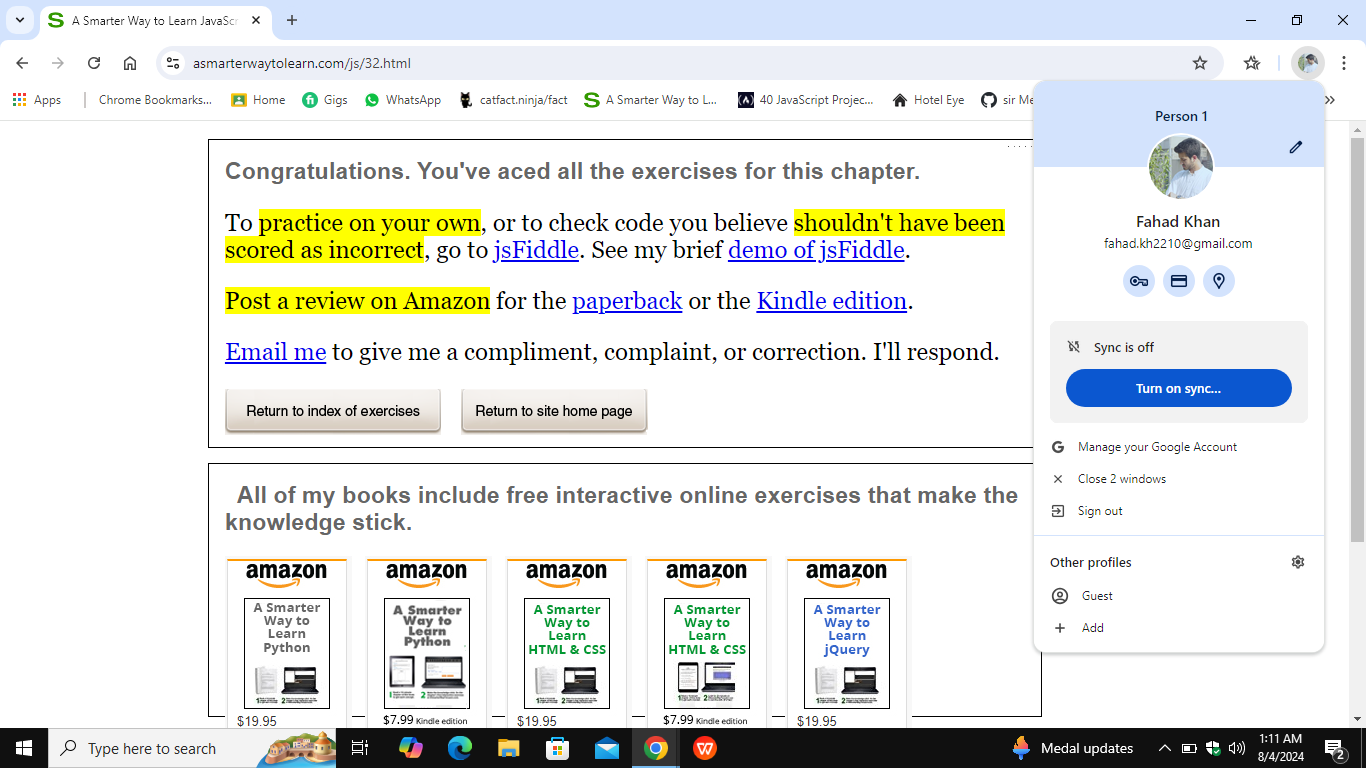 A Smarter Way to Learn JavaScr
asmarterwaytolearn.com/js/32.html
Apps
Chrome Bookmarks...
Home
Gigs
WhatsApp
catfact.ninja/fact
A Smarter Way to L...
40 JavaScript Projec...
Hotel Eye
sir Me
Congratulations. You've aced all the exercises for this chapter.
To practice on your own, or to check code you believe shouldn't have been
scored as incorrect, go to jsFiddle. See my brief demo of jsFiddle.
Post a review on Amazon for the paperback or the Kindle edition.
Email me to give me a compliment, complaint, or correction. I'll respond.
Return to index of exercises
Return to site home page
All of my books include free interactive online exercises that make the
knowledge stick.
amazon
A Smarter
Way to
Learn
Python
$19.95
amazon
A Smarter
Way to
Learn
Python
$7.99 Kindle edition
amazon
A Smarter
Way to
Learn
HTML & CSS
$19.95
amazon
A Smarter
Way to
Learn
HTML & CSS
$7.99 Kindle edition
amazon
A Smarter
Way to
Learn
jQuery
$19.95
Person 1
Fahad Khan
fahad.kh2210@gmail.com
Sync is off
Turn on sync...
Manage your Google Account
Close 2 windows
Sign out
Other profiles
Guest
Add
Type here to search
Medal updates
1:11 AM
8/4/2024
2